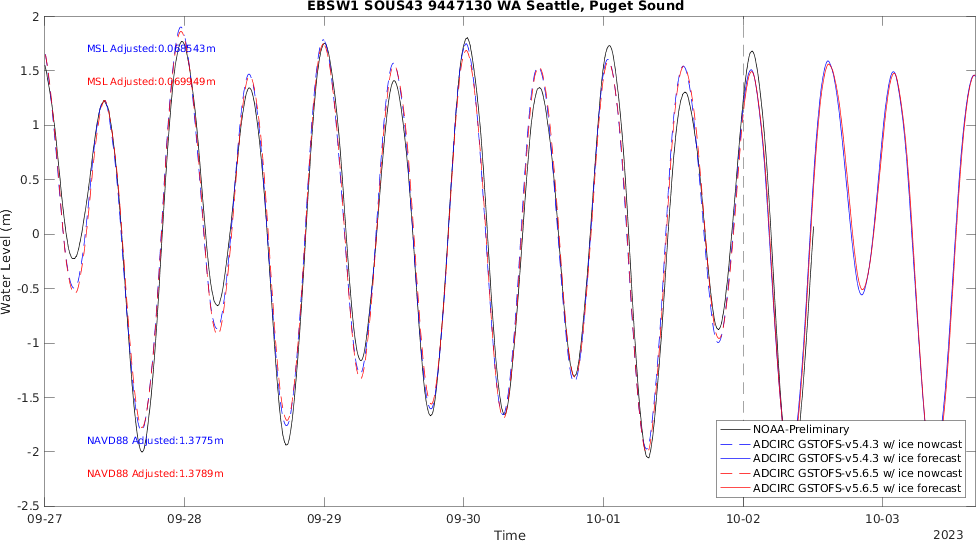 EBSW1 SOUS43 9447130 WA Seattle, Puget Sound
2
1.5
1
0.5
0
-0.5
-1
-1.5
-2
-2.5
Water Level (m)
MSL Adjusted:0.068543m
MSL Adjusted:0.069949m
NAVD88 Adjusted:1.3775m
NAVD88 Adjusted:1.3789m
NOAA-Preliminary
ADCIRC GSTOFS-v5.4.3 w/ ice nowcast
ADCIRC GSTOFS-v5.4.3 w/ ice forecast
ADCIRC GSTOFS-v5.6.5 w/ ice nowcast
ADCIRC GSTOFS-v5.6.5 w/ ice forecast
09-27 09-28 09-29 09-30 10-01 10-02 10-03
Time
2023